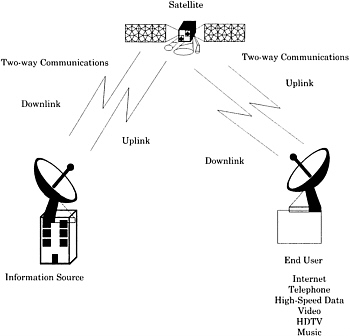 Satellite
Two-way Communications
Two-way Communications
Uplink
Downlink
Uplink
Downlink
Information Source
End User
Internet
Telephone
High-Speed Data
Video
HDTV
Music